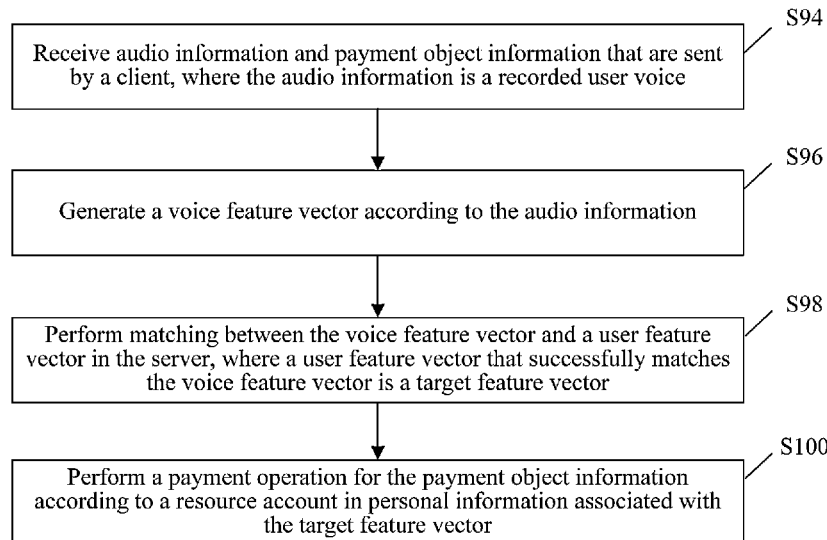 S94
Receive audio information and payment object information that are sent
by a client, where the audio information is a recorded user voice
S96
Generate a voice feature vector according to the audio information
S98
Perform matching between the voice feature vector and a user feature
vector in the server, where a user feature vector that successfully matches
the voice feature vector is a target feature vector
S100
Perform a payment operation for the payment object information
according to a resource account in personal information associated with
the target feature vector